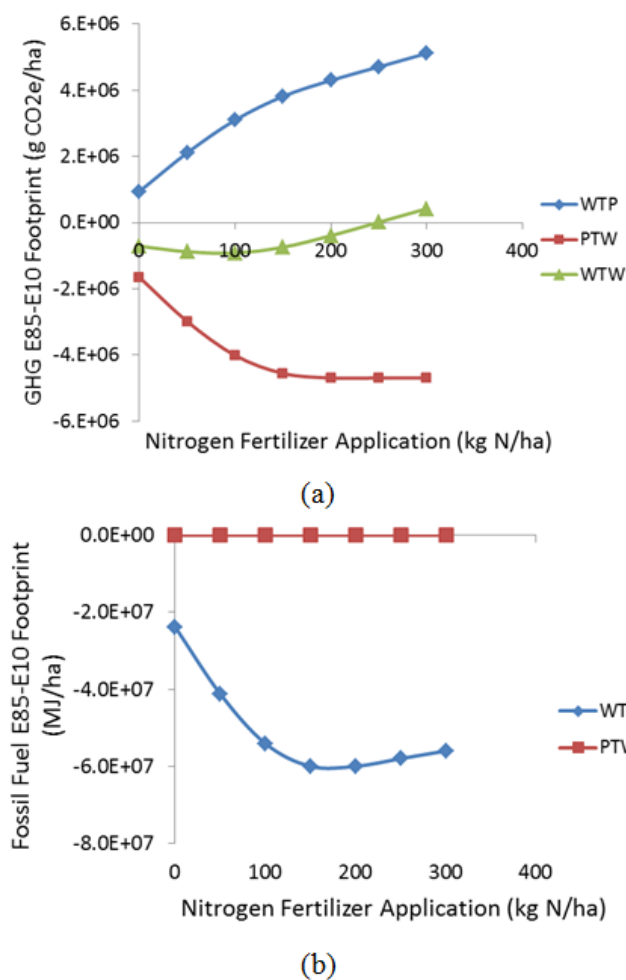 6.E+06
4.E+06
2.E+06
0.E+00
-2.E+06
-4.E+06
-6.E+06
GHG E85-E10 Footprint (g CO2e/ha)
0 100 200 300 400
WTP
PTW
WTW
Nitrogen Fertilizer Application (kg N/ha)
(a)
0.0E+00
-2.0E+07
-4.0E+07
-6.0E+07
-8.0E+07
Fossil Fuel E85-E10 Footprint
(MJ/ha)
WT
PT
0 100 200 300 400
Nitrogen Fertilizer Application (kg N/ha)
(b)